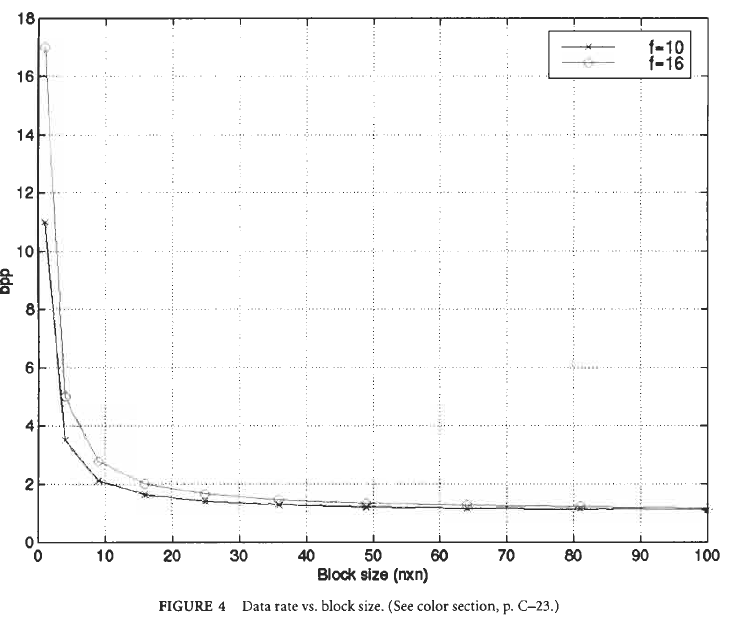 18
16
14
12
10
8
6
4
2
0
bpp
f=10
f=16
0 10 20 30 40 50 60 70 80 90 100
Block size (nxn)
FIGURE 4 Data rate vs. block size. (See color section, p. C–23.)